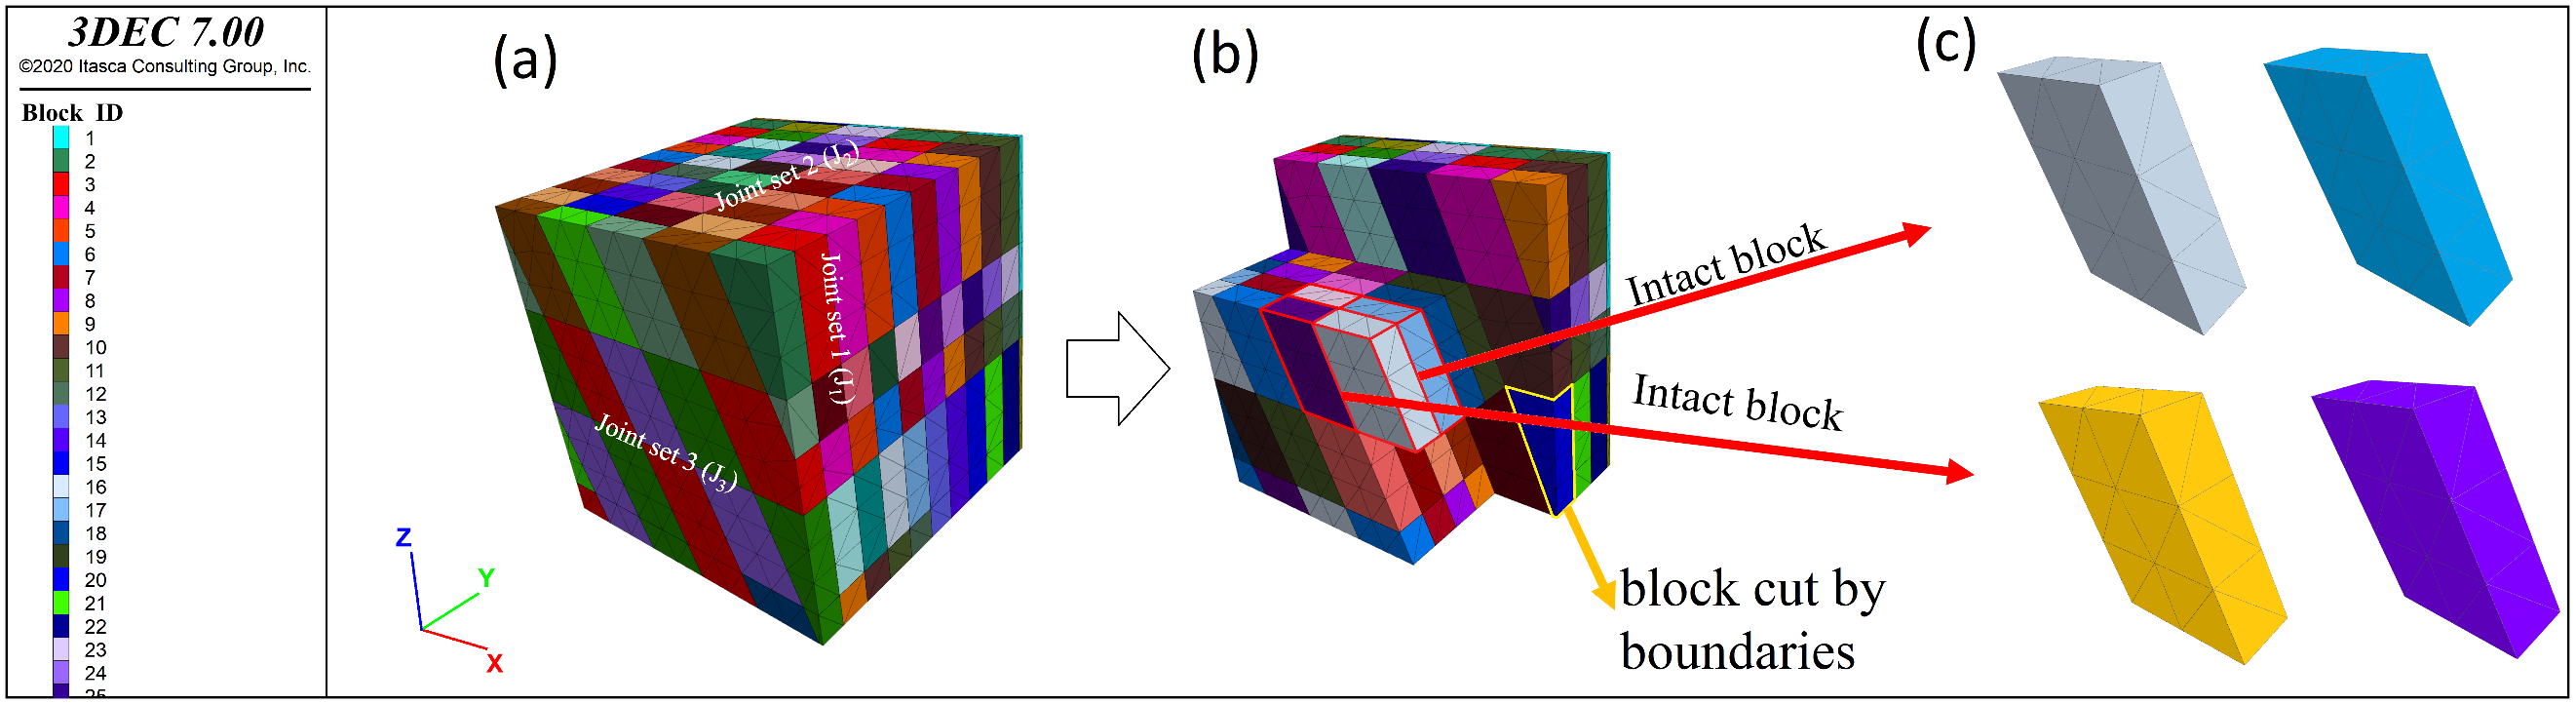 3DEC 7.00
©2020 Itasca Consulting Group, Inc.
Block ID
1
2
3
4
5
6
7
8
9
10
11
12
13
14
15
16
17
18
19
20
21
22
23
24
25
(a)
Joint set 2 (J₂)
Joint set 1 (J₁)
Joint set 3 (J₃)
Z
Y
X
(b)
Intact block
Intact block
block cut by
boundaries
(c)